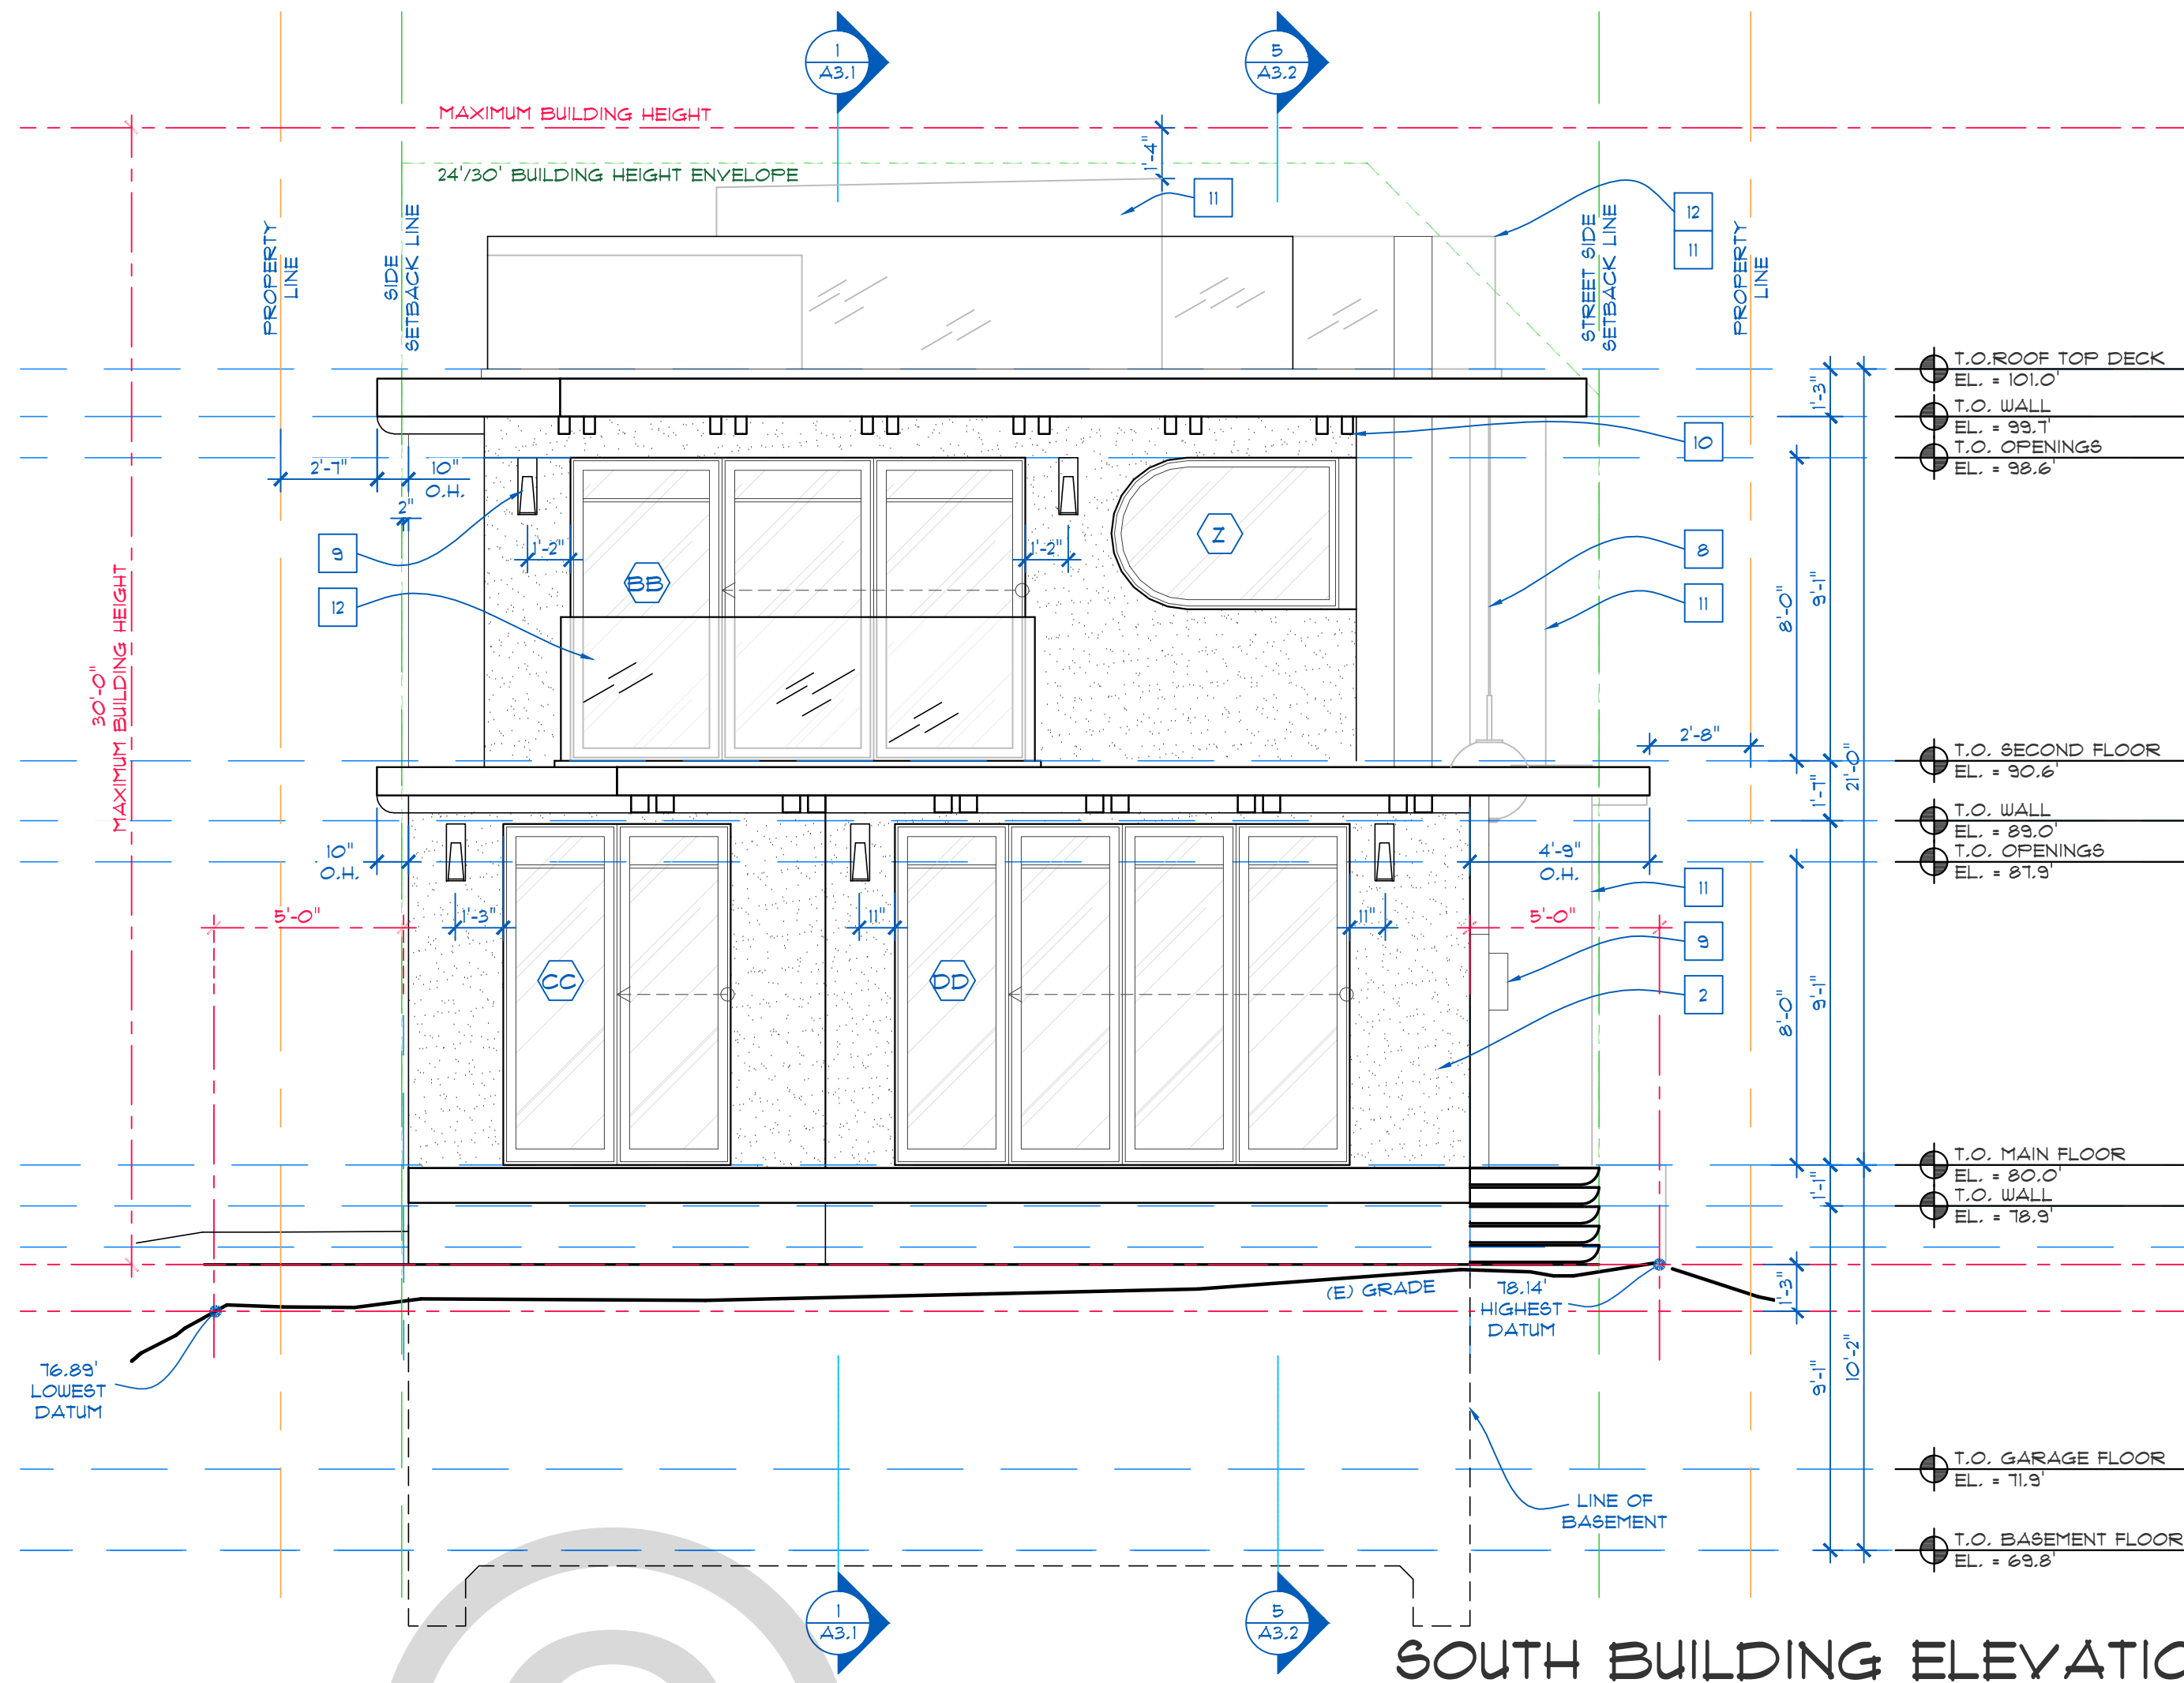 1
A3.1
5
A3.2
MAXIMUM BUILDING HEIGHT
1'-4"
24'/30' BUILDING HEIGHT ENVELOPE
11
12
11
PROPERTY
LINE
SIDE
SETBACK LINE
STREET SIDE
SETBACK LINE
PROPERTY
LINE
T.O.ROOF TOP DECK
EL. = 101.0'
1'-3"
T.O. WALL
EL. = 99.7'
T.O. OPENINGS
EL. = 98.6'
10
2'-7"
10"
O.H.
2"
9
1'-2"
1'-2"
BB
Z
12
8
11
8'-0"
9'-1"
30'-0"
MAXIMUM BUILDING HEIGHT
2'-8"
21'-0"
T.O. SECOND FLOOR
EL. = 90.6'
1'-7"
T.O. WALL
EL. = 89.0'
T.O. OPENINGS
EL. = 87.9'
10"
O.H.
4'-9"
O.H.
11
5'-0"
1'-3"
11"
11"
5'-0"
9
CC
DD
2
8'-0"
9'-1"
T.O. MAIN FLOOR
EL. = 80.0'
1'-1"
T.O. WALL
EL. = 78.9'
(E) GRADE
78.14'
HIGHEST
DATUM
1'-3"
76.89'
LOWEST
DATUM
9'-1"
10'-2"
T.O. GARAGE FLOOR
EL. = 71.9'
LINE OF
BASEMENT
T.O. BASEMENT FLOOR
EL. = 69.8'
1
A3.1
5
A3.2
SOUTH BUILDING ELEVATIO